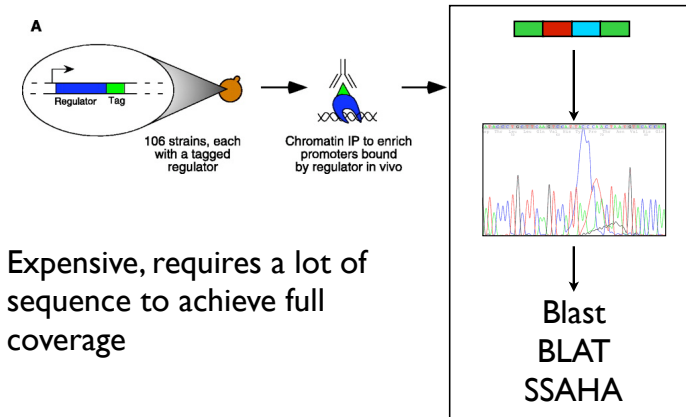 A
Regulator Tag
106 strains, each
with a tagged
regulator
Chromatin IP to enrich
promoters bound
by regulator in vivo
Expensive, requires a lot of
sequence to achieve full
coverage
Blast
BLAT
SSAHA